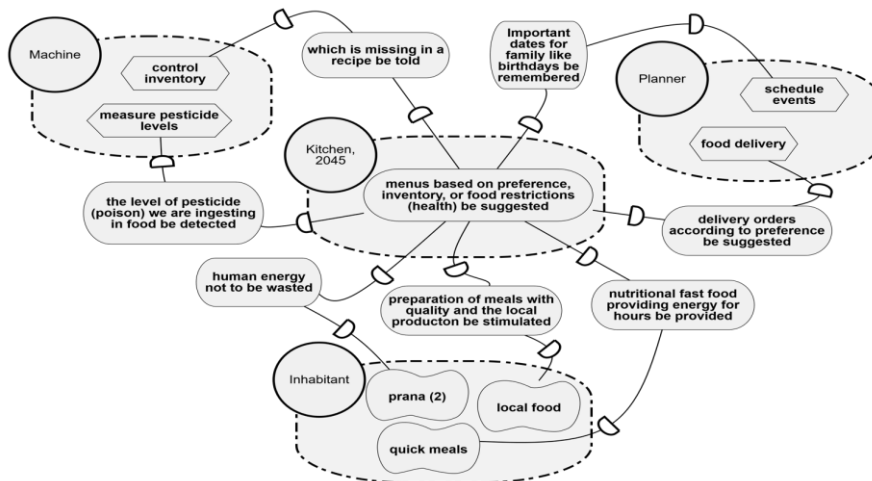 Machine
control
inventory
measure pesticide
levels
which is missing in a
recipe be told
Important
dates for
family like
birthdays be
remembered
Planner
schedule
events
food delivery
Kitchen,
2045
menus based on preference,
inventory, or food restrictions
(health) be suggested
the level of pesticide
(poison) we are ingesting
in food be detected
delivery orders
according to preference
be suggested
human energy
not to be wasted
preparation of meals with
quality and the local
producton be stimulated
nutritional fast food
providing energy for
hours be provided
Inhabitant
prana (2)
local food
quick meals